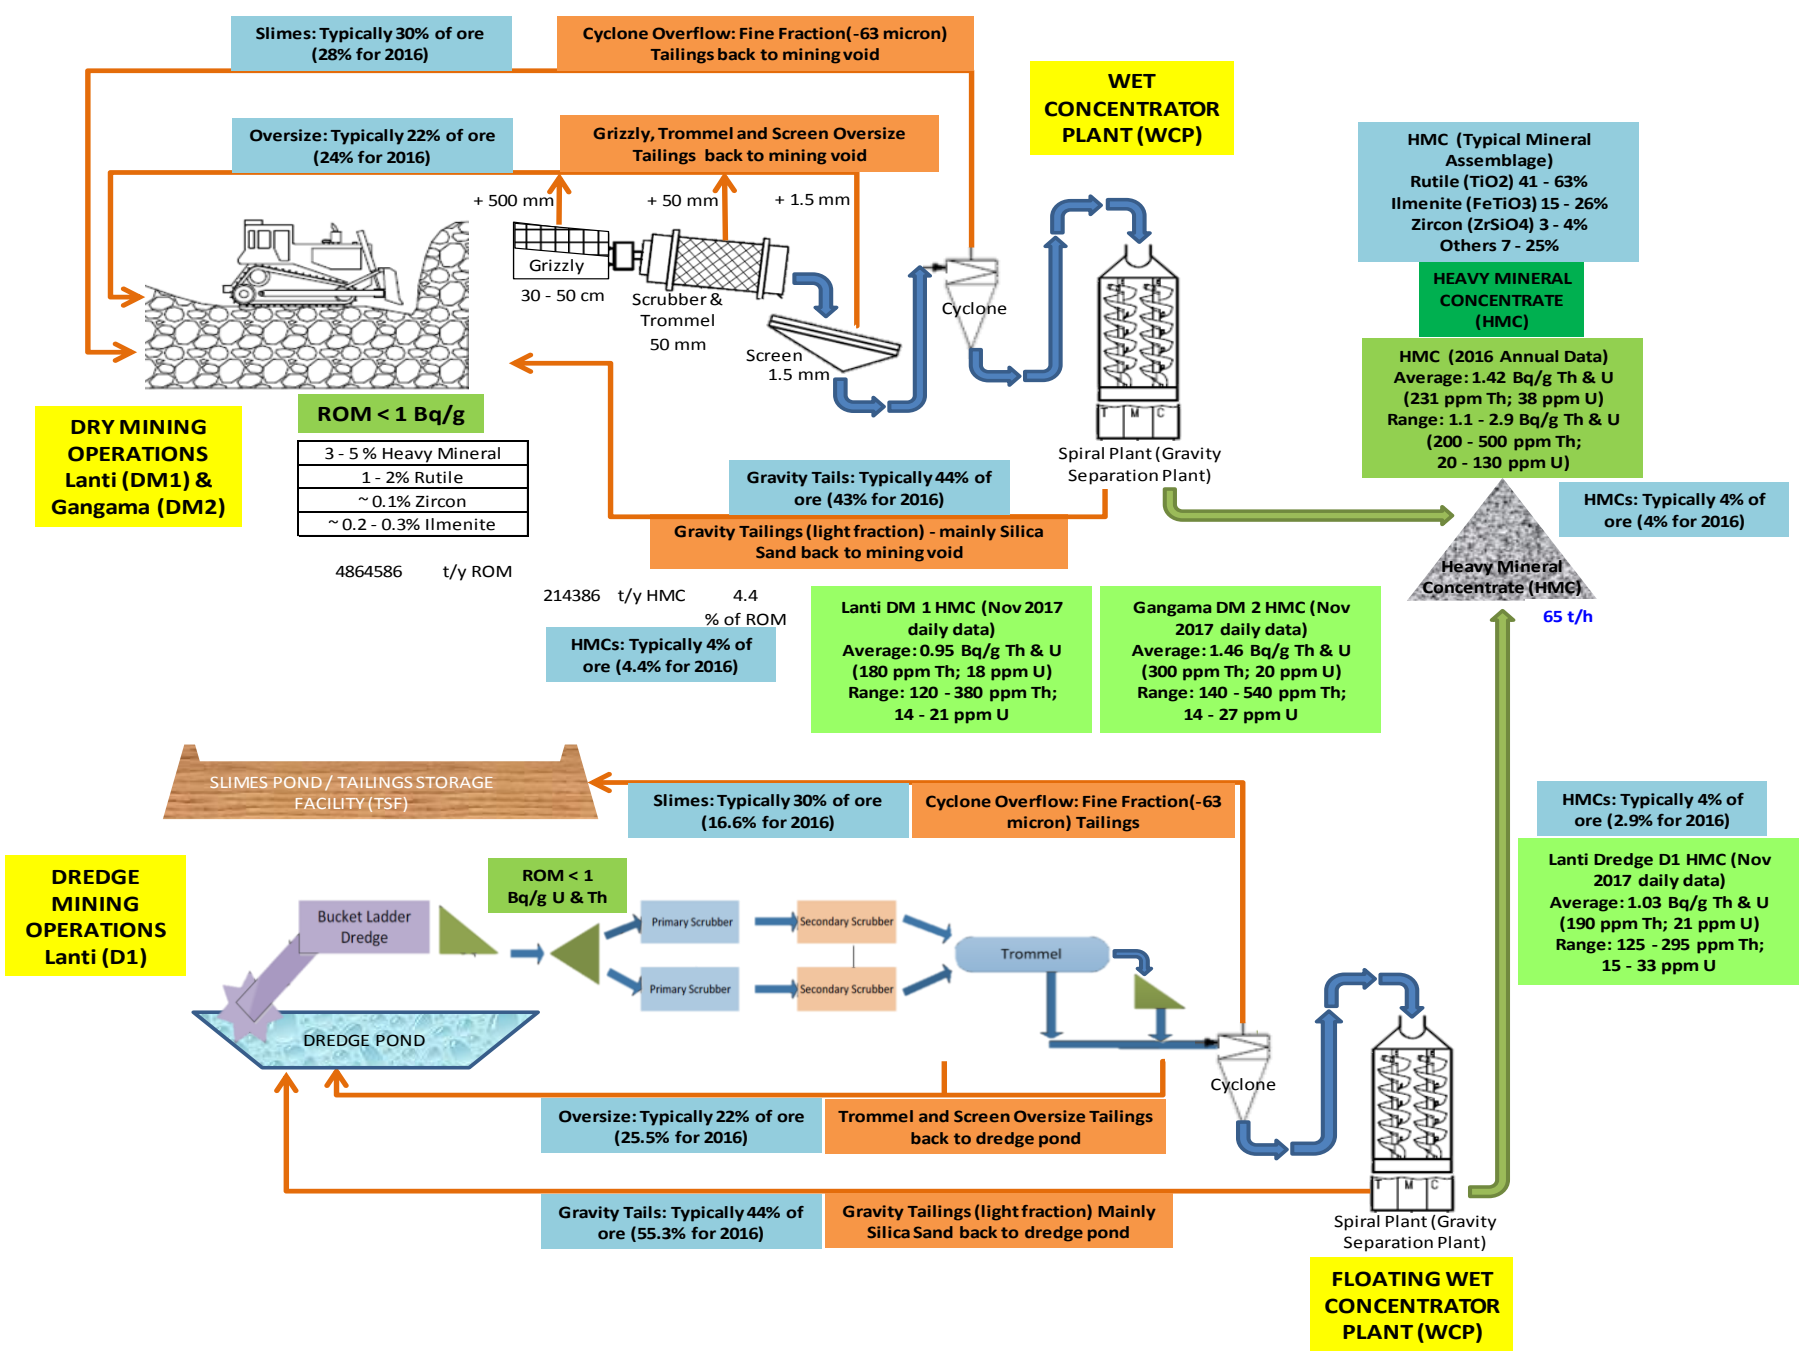 Slimes: Typically 30% of ore
(28% for 2016)
Cyclone Overflow: Fine Fraction(-63 micron)
Tailings back to mining void
WET
CONCENTRATOR
PLANT (WCP)
Oversize: Typically 22% of ore
(24% for 2016)
Grizzly, Trommel and Screen Oversize
Tailings back to mining void
HMC (Typical Mineral
Assemblage)
Rutile (TiO2) 41 - 63%
Ilmenite (FeTiO3) 15 - 26%
Zircon (ZrSiO4) 3 - 4%
Others 7 - 25%
+ 500 mm
+ 50 mm
+ 1.5 mm
Grizzly
30 - 50 cm
Scrubber &
Trommel
50 mm
Screen
1.5 mm
Cyclone
T M C
Spiral Plant (Gravity
Separation Plant)
HEAVY MINERAL
CONCENTRATE
(HMC)
HMC (2016 Annual Data)
Average: 1.42 Bq/g Th & U
(231 ppm Th; 38 ppm U)
Range: 1.1 - 2.9 Bq/g Th & U
(200 - 500 ppm Th;
20 - 130 ppm U)
DRY MINING
OPERATIONS
Lanti (DM1) &
Gangama (DM2)
ROM < 1 Bq/g
3 - 5 % Heavy Mineral
1 - 2% Rutile
~ 0.1% Zircon
~ 0.2 - 0.3% Ilmenite
Gravity Tails: Typically 44% of
ore (43% for 2016)
Gravity Tailings (light fraction) - mainly Silica
Sand back to mining void
HMCs: Typically 4% of
ore (4% for 2016)
Heavy Mineral
Concentrate (HMC)
65 t/h
4864586 t/y ROM
214386 t/y HMC 4.4
% of ROM
HMCs: Typically 4% of
ore (4.4% for 2016)
Lanti DM 1 HMC (Nov 2017
daily data)
Average: 0.95 Bq/g Th & U
(180 ppm Th; 18 ppm U)
Range: 120 - 380 ppm Th;
14 - 21 ppm U
Gangama DM 2 HMC (Nov
2017 daily data)
Average: 1.46 Bq/g Th & U
(300 ppm Th; 20 ppm U)
Range: 140 - 540 ppm Th;
14 - 27 ppm U
SLIMES POND / TAILINGS STORAGE
FACILITY (TSF)
Slimes: Typically 30% of ore
(16.6% for 2016)
Cyclone Overflow: Fine Fraction(-63
micron) Tailings
HMCs: Typically 4% of
ore (2.9% for 2016)
Lanti Dredge D1 HMC (Nov
2017 daily data)
Average: 1.03 Bq/g Th & U
(190 ppm Th; 21 ppm U)
Range: 125 - 295 ppm Th;
15 - 33 ppm U
DREDGE
MINING
OPERATIONS
Lanti (D1)
ROM < 1
Bq/g U & Th
Bucket Ladder
Dredge
Primary Scrubber
Secondary Scrubber
Primary Scrubber
Secondary Scrubber
Trommel
DREDGE POND
Cyclone
Oversize: Typically 22% of ore
(25.5% for 2016)
Trommel and Screen Oversize Tailings
back to dredge pond
Gravity Tails: Typically 44% of
ore (55.3% for 2016)
Gravity Tailings (light fraction) Mainly
Silica Sand back to dredge pond
T M C
Spiral Plant (Gravity
Separation Plant)
FLOATING WET
CONCENTRATOR
PLANT (WCP)